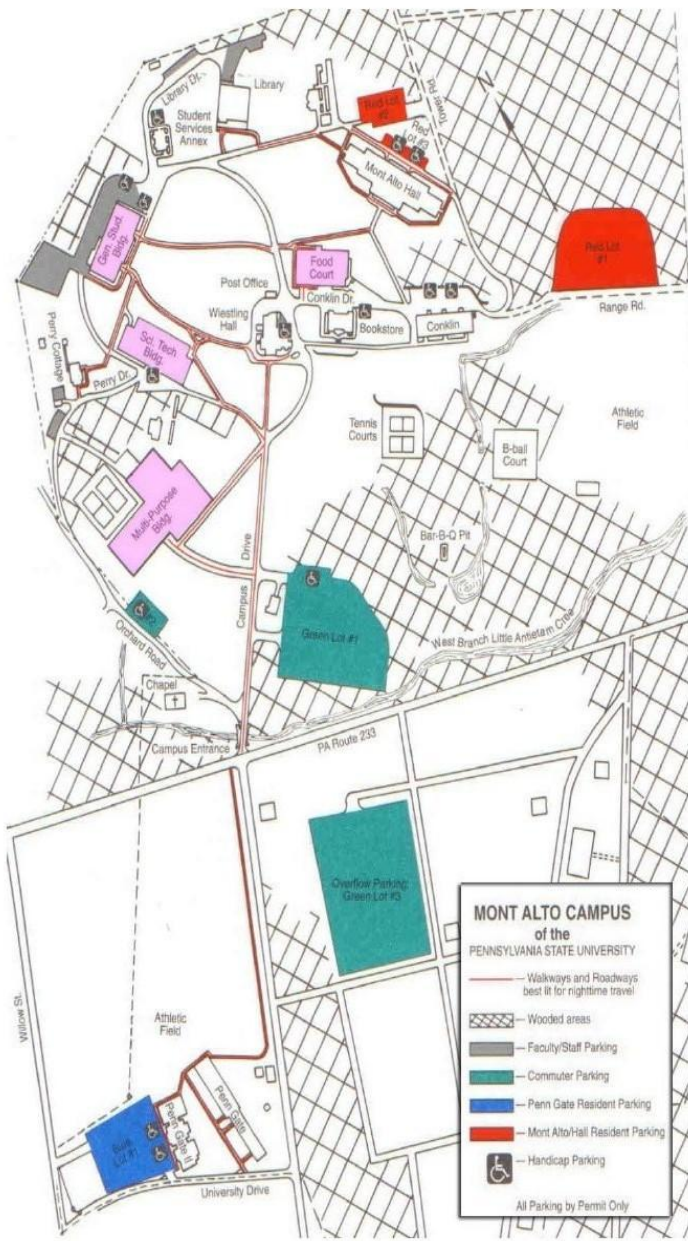 Library Dr.
Library
Student
Services
Annex
Red Lot
#2
Red
Lot #3
Tower Rd.
Mont Alto Hall
Gen. Stud.
Bldg.
Food
Court
Red Lot
#1
Post Office
Conklin Dr.
Wiestling
Hall
Bookstore
Conklin
Range Rd.
Perry Cottage
Sci. Tech
Bldg.
Perry Dr.
Tennis
Courts
B-ball
Court
Athletic
Field
Multi-Purpose
Bldg.
Bar-B-Q Pit
Campus Drive
#2
Green Lot #1
Orchard Road
West Branch Little Antietam Cree
Chapel
Campus Entrance
PA Route 233
Overflow Parking
Green Lot #3
Willow St.
Athletic
Field
Penn Gate
Penn Gate II
Lot #1
University Drive
MONT ALTO CAMPUS
of the
PENNSYLVANIA STATE UNIVERSITY
Walkways and Roadways
best lit for nighttime travel
Wooded areas
Faculty/Staff Parking
Commuter Parking
Penn Gate Resident Parking
Mont Alto/Hall Resident Parking
Handicap Parking
All Parking by Permit Only